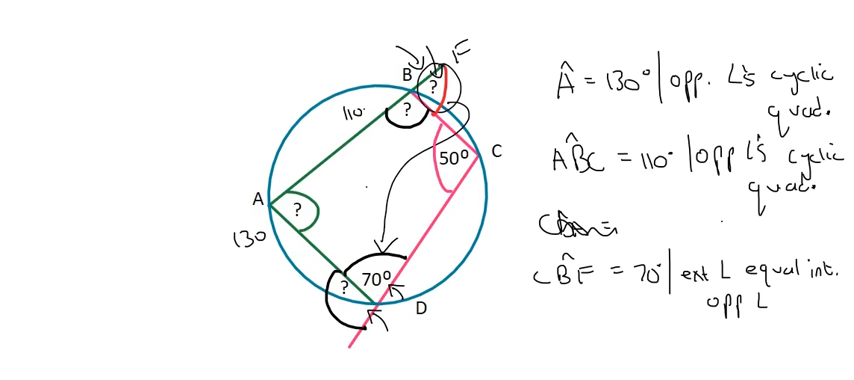 F
B
?
110°
?
C
50°
A
?
130
70°
?
D
Â = 130° | opp. L's cyclic
quad.
AB̂C = 110° | opp L's cyclic
quad.
CB̂F = 70° | ext L equal int.
opp L